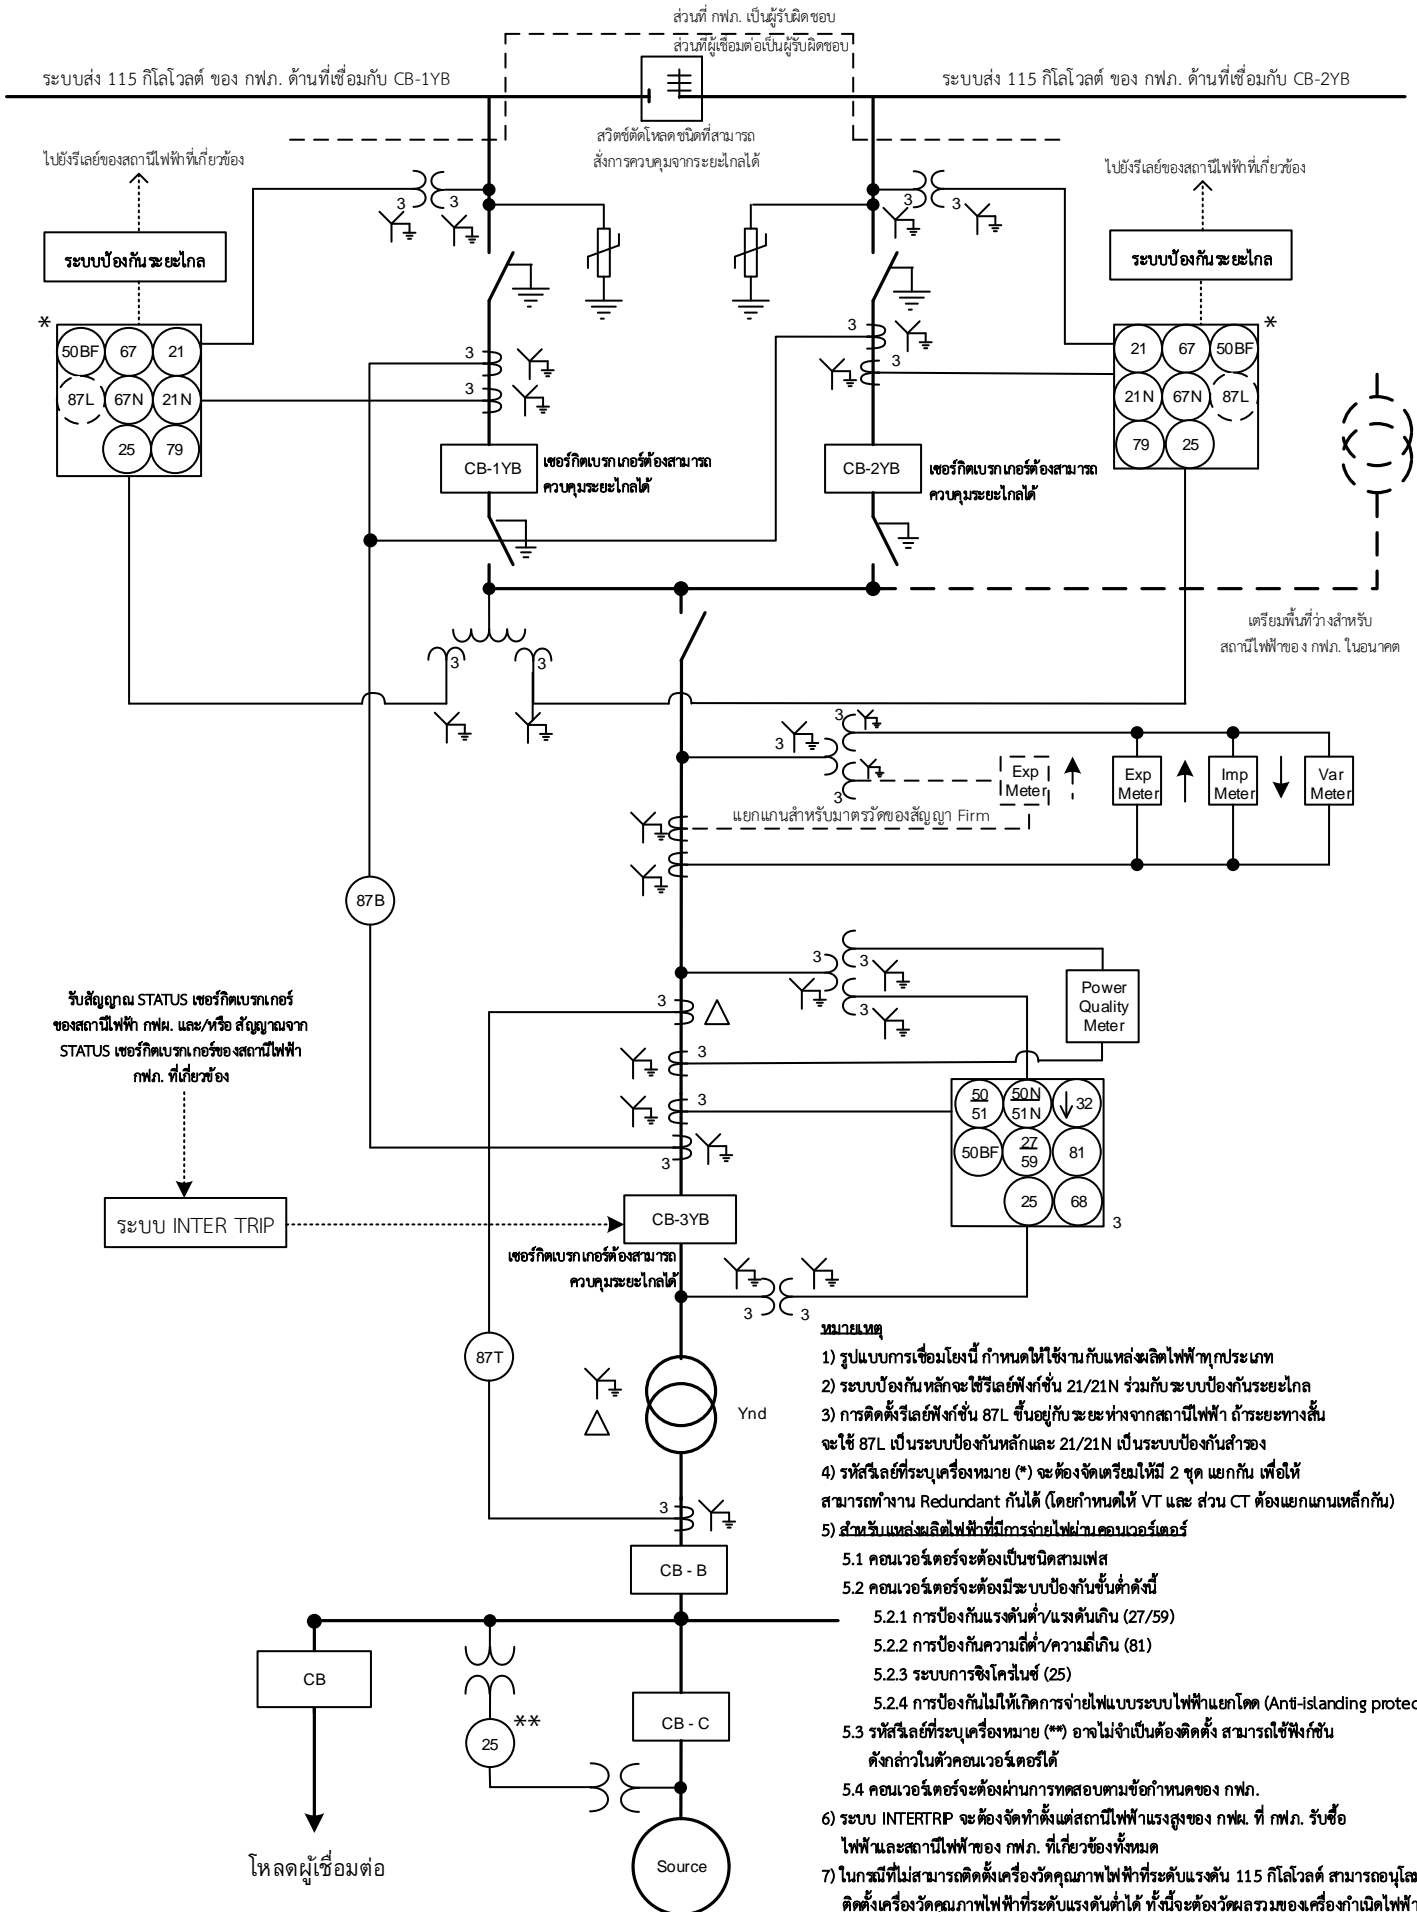 ส่วนที่ กฟภ. เป็นผู้รับผิดชอบ
ส่วนที่ผู้เชื่อมต่อเป็นผู้รับผิดชอบ
ระบบส่ง 115 กิโลโวลต์ ของ กฟภ. ด้านที่เชื่อมกับ CB-1YB
ระบบส่ง 115 กิโลโวลต์ ของ กฟภ. ด้านที่เชื่อมกับ CB-2YB
สวิตช์ตัดโหลดชนิดที่สามารถ
สั่งการควบคุมจากระยะไกลได้
ไปยังรีเลย์ของสถานีไฟฟ้าที่เกี่ยวข้อง
ไปยังรีเลย์ของสถานีไฟฟ้าที่เกี่ยวข้อง
3 3
3 3
ระบบป้องกันระยะไกล
ระบบป้องกันระยะไกล
*
50BF 67 21
87L 67N 21N
25 79
*
21 67 50BF
21N 67N 87L
79 25
3
3
3
3
CB-1YB
เซอร์กิตเบรกเกอร์ต้องสามารถ
ควบคุมระยะไกลได้
CB-2YB
เซอร์กิตเบรกเกอร์ต้องสามารถ
ควบคุมระยะไกลได้
เตรียมพื้นที่ว่างสำหรับ
สถานีไฟฟ้าของ กฟภ. ในอนาคต
3 3
3
3
3
Exp
Meter
Exp
Meter
Imp
Meter
Var
Meter
แยกแกนสำหรับมาตรวัดของสัญญา Firm
87B
3
3
3
Power
Quality
Meter
รับสัญญาณ STATUS เซอร์กิตเบรกเกอร์
ของสถานีไฟฟ้า กฟผ. และ/หรือ สัญญาณจาก
STATUS เซอร์กิตเบรกเกอร์ของสถานีไฟฟ้า
กฟภ. ที่เกี่ยวข้อง
3
3
3
3
50
51
50N
51N
32
50BF
27
59
81
25 68
3
ระบบ INTER TRIP
CB-3YB
เซอร์กิตเบรกเกอร์ต้องสามารถ
ควบคุมระยะไกลได้
3 3
87T
Ynd
3
CB - B
CB
25
**
CB - C
Source
โหลดผู้เชื่อมต่อ
หมายเหตุ
1) รูปแบบการเชื่อมโยงนี้ กำหนดให้ใช้งานกับแหล่งผลิตไฟฟ้าทุกประเภท
2) ระบบป้องกันหลักจะใช้รีเลย์ฟังก์ชั่น 21/21N ร่วมกับระบบป้องกันระยะไกล
3) การติดตั้งรีเลย์ฟังก์ชั่น 87L ขึ้นอยู่กับระยะห่างจากสถานีไฟฟ้า ถ้าระยะทางสั้น
จะใช้ 87L เป็นระบบป้องกันหลักและ 21/21N เป็นระบบป้องกันสำรอง
4) รหัสรีเลย์ที่ระบุเครื่องหมาย (*) จะต้องจัดเตรียมให้มี 2 ชุด แยกกัน เพื่อให้
สามารถทำงาน Redundant กันได้ (โดยกำหนดให้ VT และ ส่วน CT ต้องแยกแกนเหล็กกัน)
5) สำหรับแหล่งผลิตไฟฟ้าที่มีการจ่ายไฟผ่านคอนเวอร์เตอร์
5.1 คอนเวอร์เตอร์จะต้องเป็นชนิดสามเฟส
5.2 คอนเวอร์เตอร์จะต้องมีระบบป้องกันขั้นต่ำดังนี้
5.2.1 การป้องกันแรงดันต่ำ/แรงดันเกิน (27/59)
5.2.2 การป้องกันความถี่ต่ำ/ความถี่เกิน (81)
5.2.3 ระบบการซิงโครไนซ์ (25)
5.2.4 การป้องกันไม่ให้เกิดการจ่ายไฟแบบระบบไฟฟ้าแยกโดด (Anti-islanding protec
5.3 รหัสรีเลย์ที่ระบุเครื่องหมาย (**) อาจไม่จำเป็นต้องติดตั้ง สามารถใช้ฟังก์ชัน
ดังกล่าวในตัวคอนเวอร์เตอร์ได้
5.4 คอนเวอร์เตอร์จะต้องผ่านการทดสอบตามข้อกำหนดของ กฟภ.
6) ระบบ INTERTRIP จะต้องจัดทำตั้งแต่สถานีไฟฟ้าแรงสูงของ กฟผ. ที่ กฟภ. รับซื้อ
ไฟฟ้าและสถานีไฟฟ้าของ กฟภ. ที่เกี่ยวข้องทั้งหมด
7) ในกรณีที่ไม่สามารถติดตั้งเครื่องวัดคุณภาพไฟฟ้าที่ระดับแรงดัน 115 กิโลโวลต์ สามารถอนุโลม
ติดตั้งเครื่องวัดคุณภาพไฟฟ้าที่ระดับแรงดันต่ำได้ ทั้งนี้จะต้องวัดผลรวมของเครื่องกำเนิดไฟฟ้า